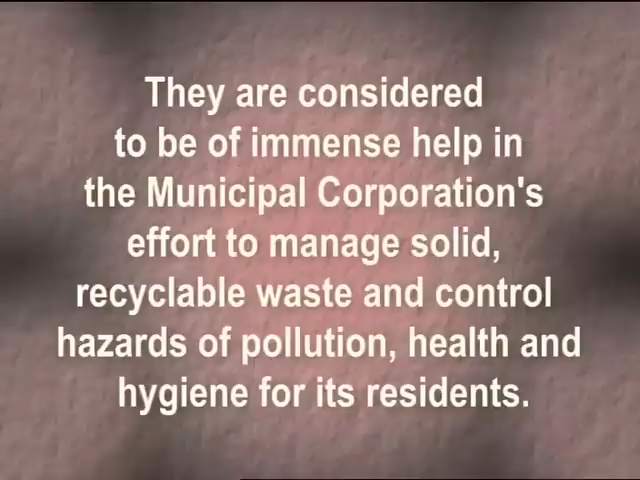 They are considered
to be of immense help in
the Municipal Corporation's
effort to manage solid,
recyclable waste and control
hazards of pollution, health and
hygiene for its residents.